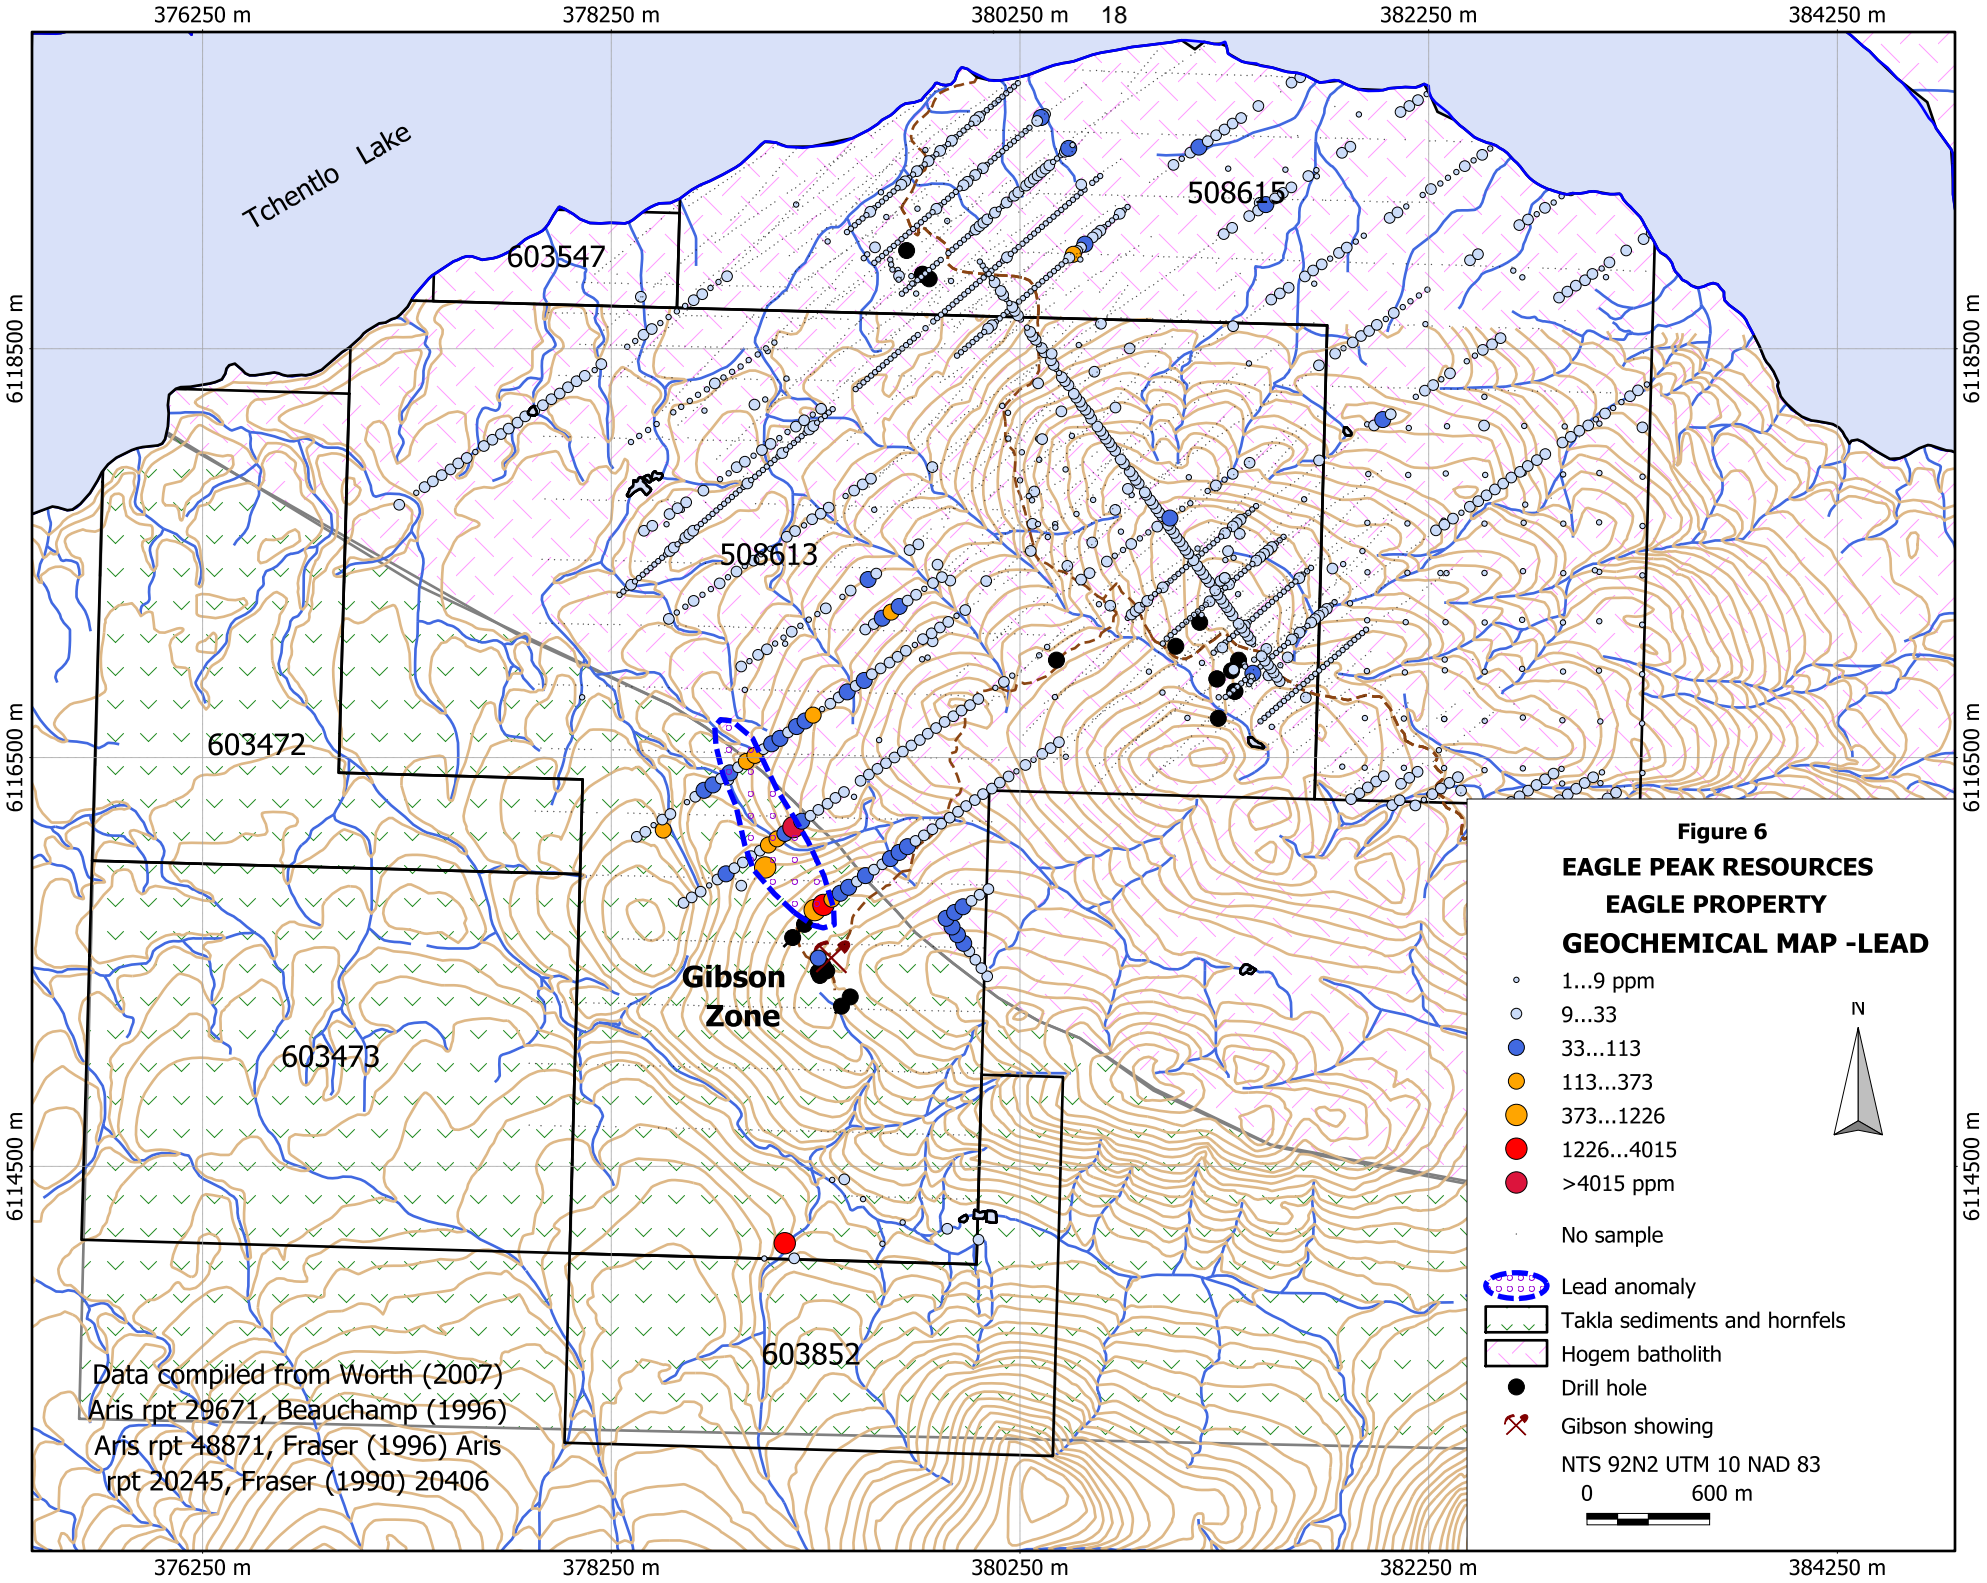 376250 m 378250 m 380250 m 18 382250 m 384250 m
Tchentlo Lake
508615
603547
6118500 m 6118500 m
508613
603472
6116500 m 6116500 m
Figure 6
EAGLE PEAK RESOURCES
EAGLE PROPERTY
GEOCHEMICAL MAP -LEAD
Gibson
Zone
1...9 ppm
9...33
33...113
113...373
373...1226
1226...4015
>4015 ppm
No sample
N
603473
6114500 m 6114500 m
Lead anomaly
Takla sediments and hornfels
Hogem batholith
Drill hole
Gibson showing
NTS 92N2 UTM 10 NAD 83
0 600 m
603852
Data compiled from Worth (2007)
Aris rpt 29671, Beauchamp (1996)
Aris rpt 48871, Fraser (1996) Aris
rpt 20245, Fraser (1990) 20406
376250 m 378250 m 380250 m 382250 m 384250 m